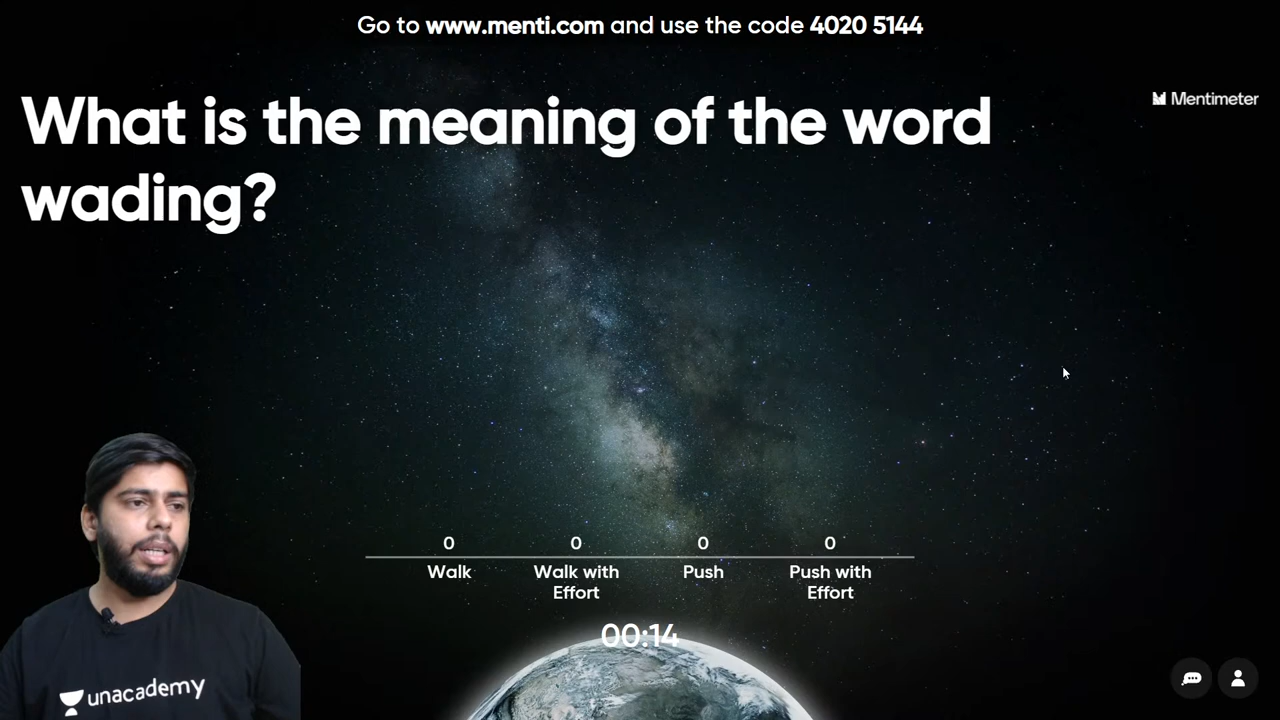 Go to www.menti.com and use the code 4020 5144
Mentimeter
What is the meaning of the word
wading?
0 0 0 0
Walk Walk with Push Push with
Effort Effort
00:14
unacademy